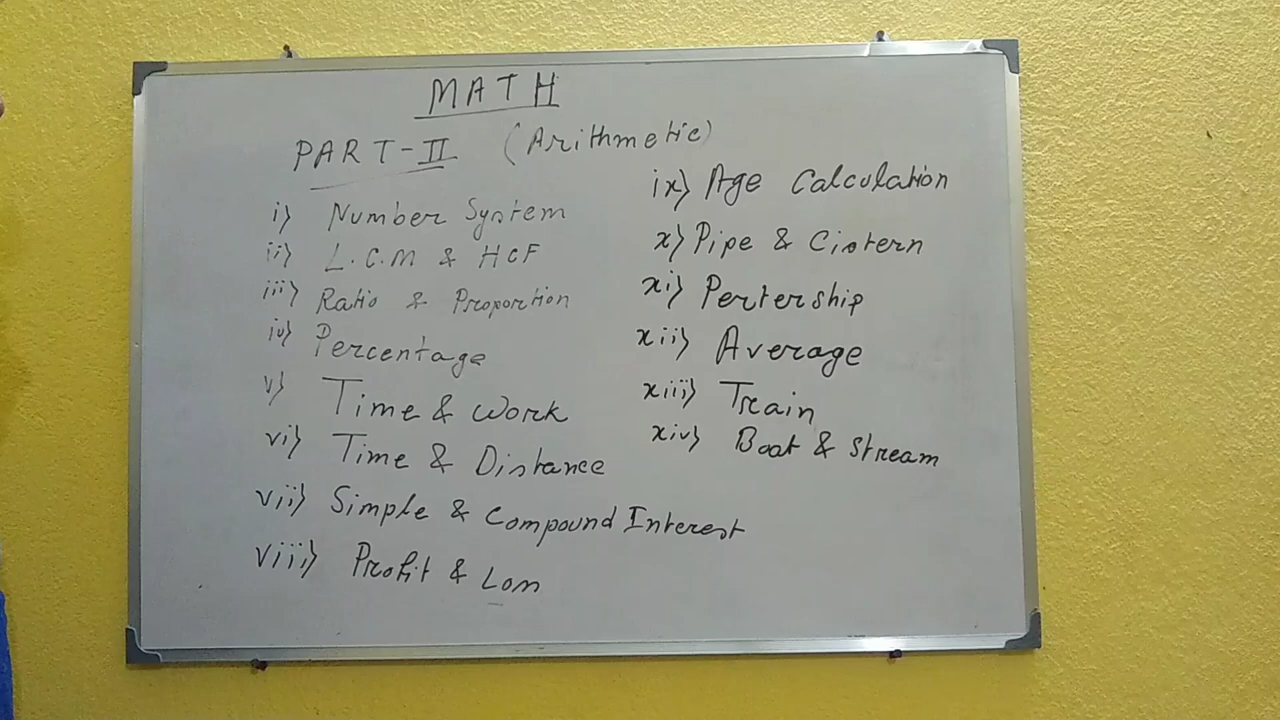 MATH
PART-II (Arithmetic)
i) Number System
ii) L.C.M & HCF
iii) Ratio & Proportion
iv) Percentage
v) Time & Work
vi) Time & Distance
vii) Simple & Compound Interest
viii) Profit & Loss
ix) Age Calculation
x) Pipe & Cistern
xi) Pertership
xii) Average
xiii) Train
xiv) Boat & Stream